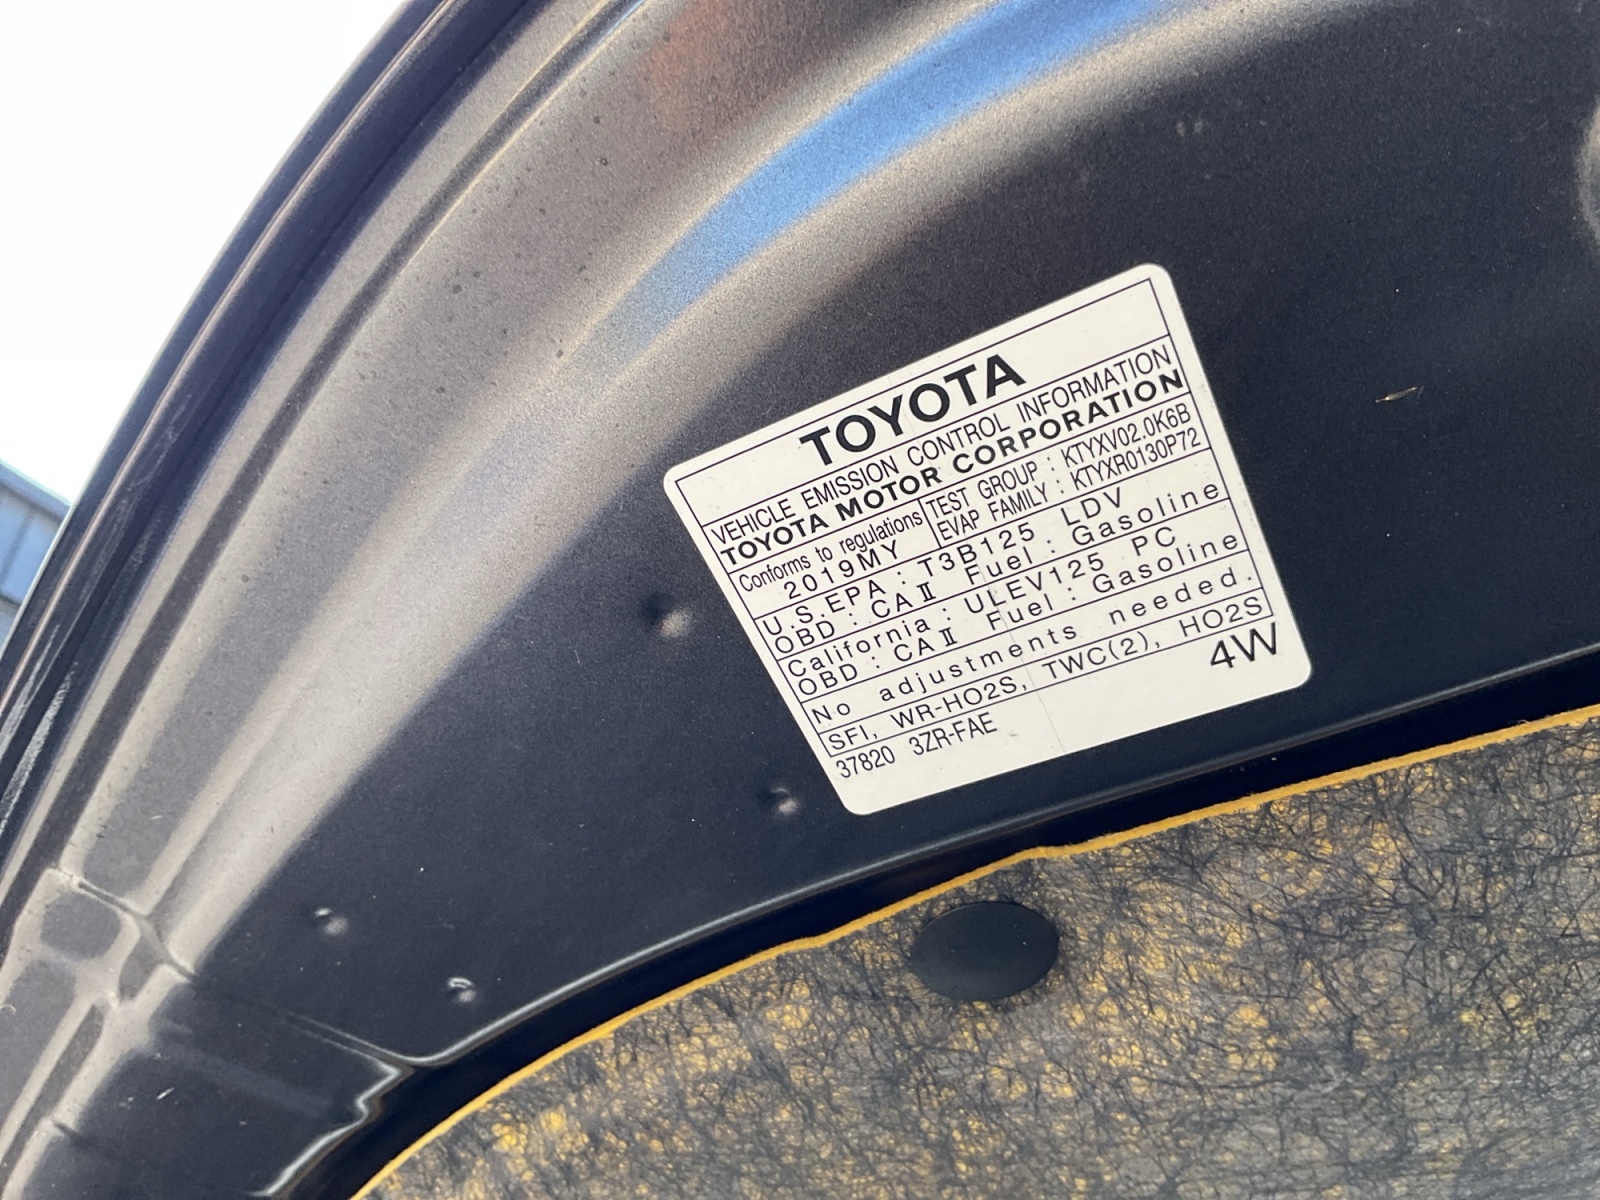 TOYOTA
VEHICLE EMISSION CONTROL INFORMATION
TOYOTA MOTOR CORPORATION
Conforms to regulations
2019MY
TEST GROUP : KTYXV02.0K6B
EVAP FAMILY : KTYXR0130P72
U.S.EPA : T3B125 LDV
OBD : CAⅡ Fuel : Gasoline
California : ULEV125 PC
OBD : CAⅡ Fuel : Gasoline
No adjustments needed.
SFI, WR-HO2S, TWC(2), HO2S
37820 3ZR-FAE
4W